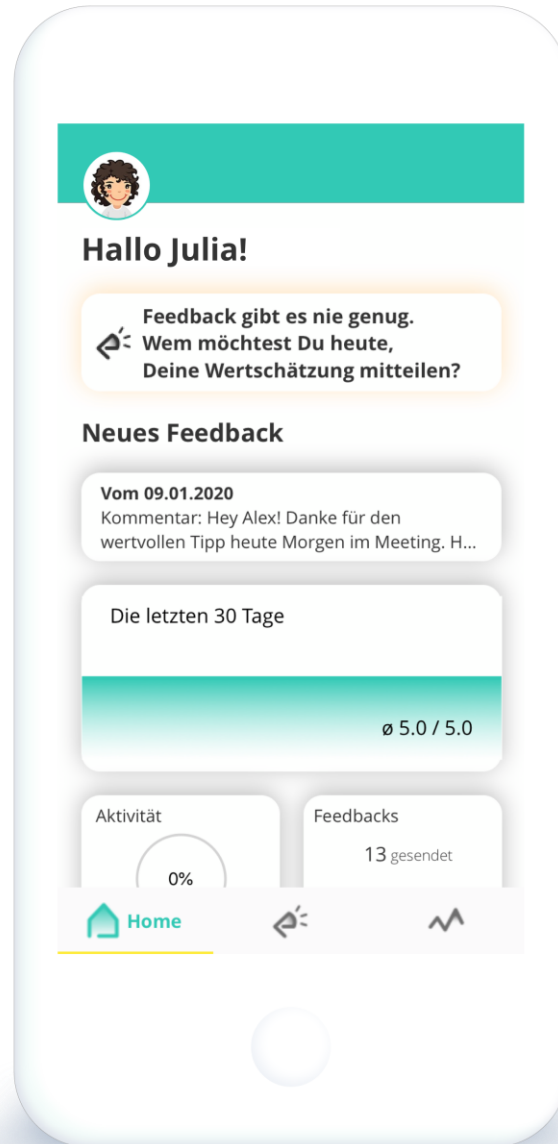 Hallo Julia!
Feedback gibt es nie genug.
Wem möchtest Du heute,
Deine Wertschätzung mitteilen?
Neues Feedback
Vom 09.01.2020
Kommentar: Hey Alex! Danke für den
wertvollen Tipp heute Morgen im Meeting. H...
Die letzten 30 Tage
ø 5.0 / 5.0
Aktivität
0%
Feedbacks
13 gesendet
Home